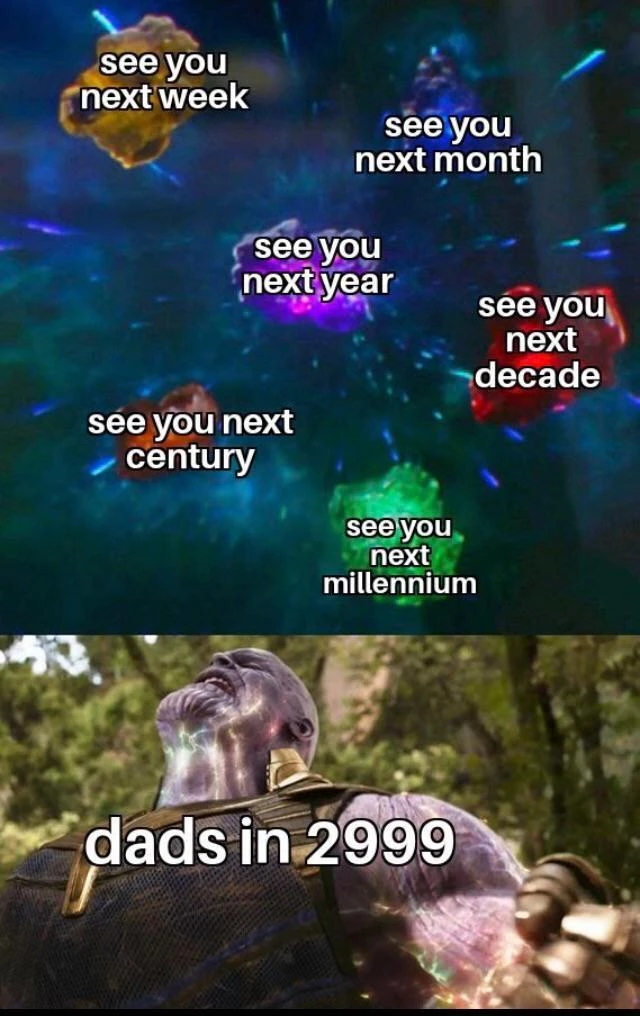 see you
next week
see you
next month
see you
next year
see you
next
decade
see you next
century
see you
next
millennium
dads in 2999